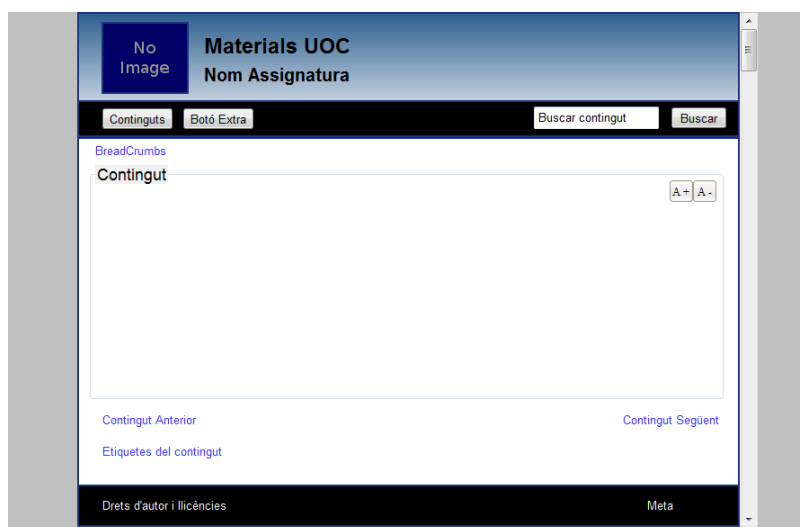 No
Image
Materials UOC
Nom Assignatura
Continguts
Botó Extra
Buscar contingut
Buscar
BreadCrumbs
Contingut
A+
A-
Contingut Anterior
Contingut Següent
Etiquetes del contingut
Drets d'autor i llicències
Meta